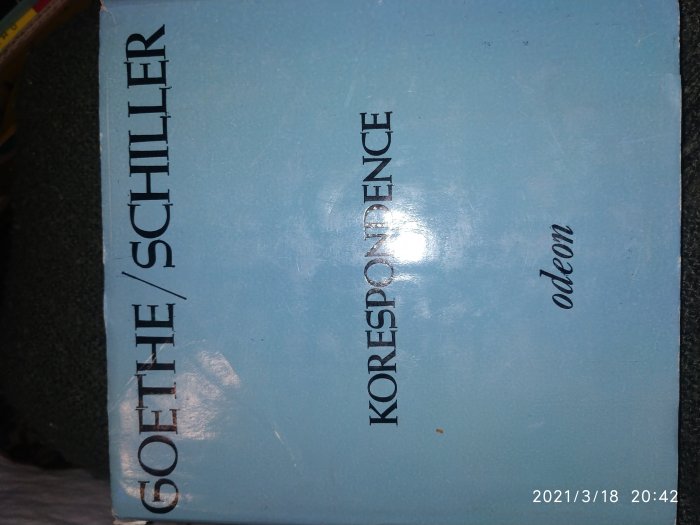 GOETHE/SCHILLER
KORESPONDENCE
odeon
2021/3/18 20:42